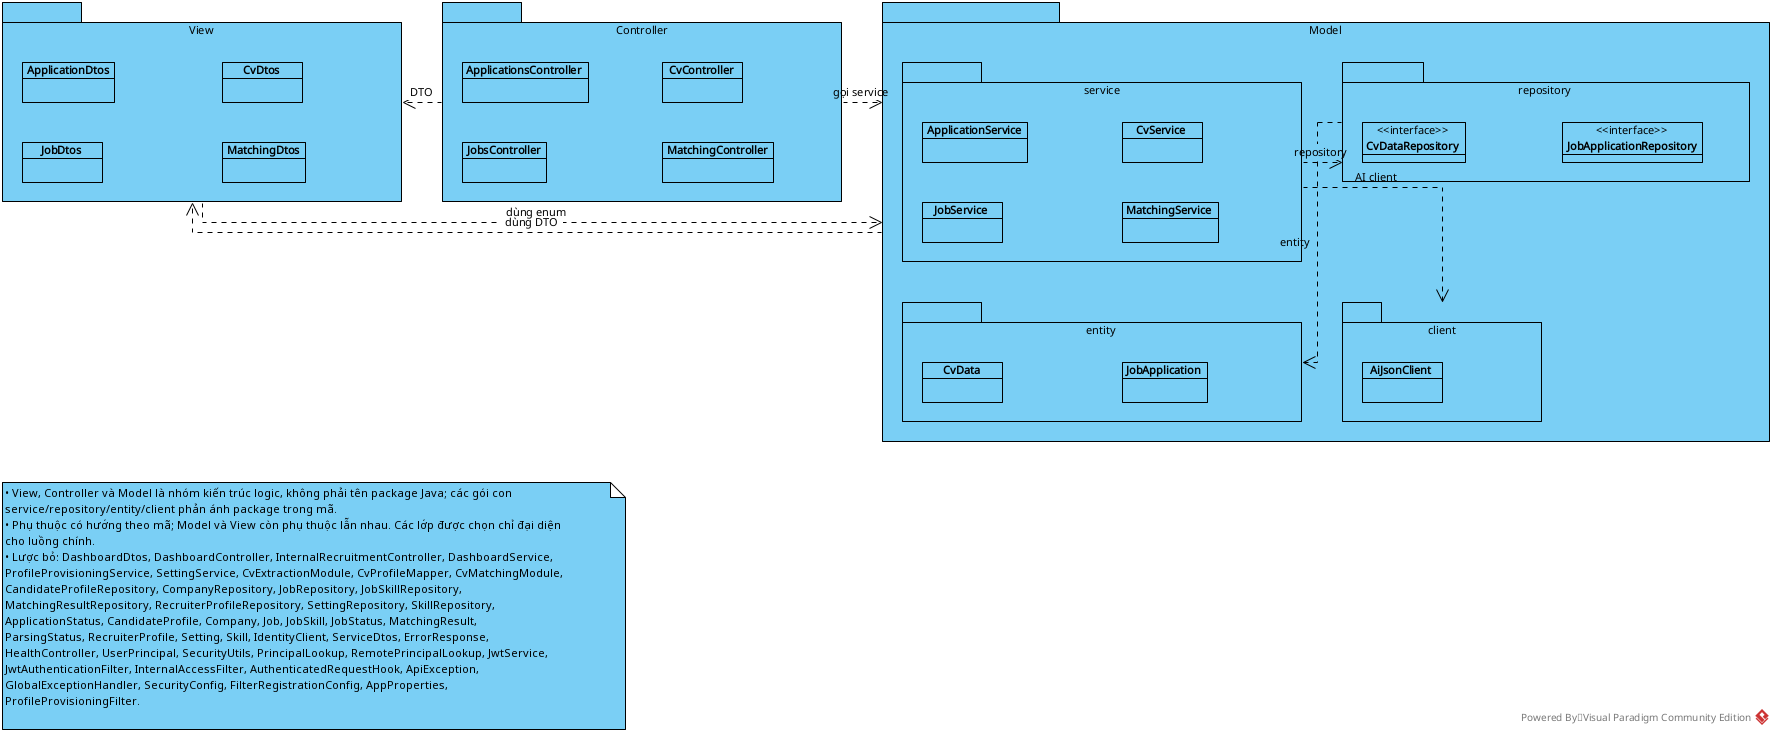 View
ApplicationDtos
CvDtos
JobDtos
MatchingDtos
DTO
Controller
ApplicationsController
CvController
JobsController
MatchingController
gọi service
Model
service
ApplicationService
CvService
JobService
MatchingService
repository
<<interface>>
CvDataRepository
<<interface>>
JobApplicationRepository
repository
AI client
entity
dùng enum
dùng DTO
entity
CvData
JobApplication
client
AiJsonClient
• View, Controller và Model là nhóm kiến trúc logic, không phải tên package Java; các gói con
service/repository/entity/client phản ánh package trong mã.
• Phụ thuộc có hướng theo mã; Model và View còn phụ thuộc lẫn nhau. Các lớp được chọn chỉ đại diện
cho luồng chính.
• Lược bỏ: DashboardDtos, DashboardController, InternalRecruitmentController, DashboardService,
ProfileProvisioningService, SettingService, CvExtractionModule, CvProfileMapper, CvMatchingModule,
CandidateProfileRepository, CompanyRepository, JobRepository, JobSkillRepository,
MatchingResultRepository, RecruiterProfileRepository, SettingRepository, SkillRepository,
ApplicationStatus, CandidateProfile, Company, Job, JobSkill, JobStatus, MatchingResult,
ParsingStatus, RecruiterProfile, Setting, Skill, IdentityClient, ServiceDtos, ErrorResponse,
HealthController, UserPrincipal, SecurityUtils, PrincipalLookup, RemotePrincipalLookup, JwtService,
JwtAuthenticationFilter, InternalAccessFilter, AuthenticatedRequestHook, ApiException,
GlobalExceptionHandler, SecurityConfig, FilterRegistrationConfig, AppProperties,
ProfileProvisioningFilter.
Powered By Visual Paradigm Community Edition